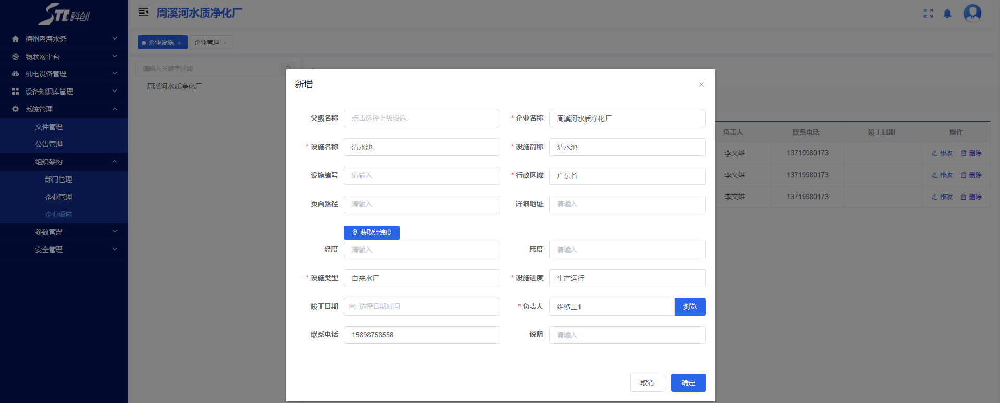 STC科创
周溪河水质净化厂
梅州粤海水务
物联网平台
机电设备管理
设备知识库管理
系统管理
文件管理
公告管理
组织架构
部门管理
企业管理
企业设施
参数管理
安全管理
企业设施 ×
企业管理 ×
请输入关键字过滤
周溪河水质净化厂
新增
父级名称 点击选择上级设施 * 企业名称 周溪河水质净化厂
* 设施名称 清水池 * 设施简称 清水池
设施编号 请输入 * 行政区域 广东省
页面路径 请输入 详细地址 请输入
获取经纬度
经度 请输入 纬度 请输入
* 设施类型 自来水厂 * 设施进度 生产运行
竣工日期 选择日期时间 * 负责人 维修工1 浏览
联系电话 15898758558 说明 请输入
取消 确定
负责人 联系电话 竣工日期 操作
李文雄 13719980173 修改 删除
李文雄 13719980173 修改 删除
李文雄 13719980173 修改 删除